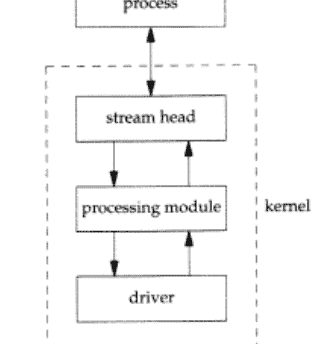 process
stream head
processing module
kernel
driver